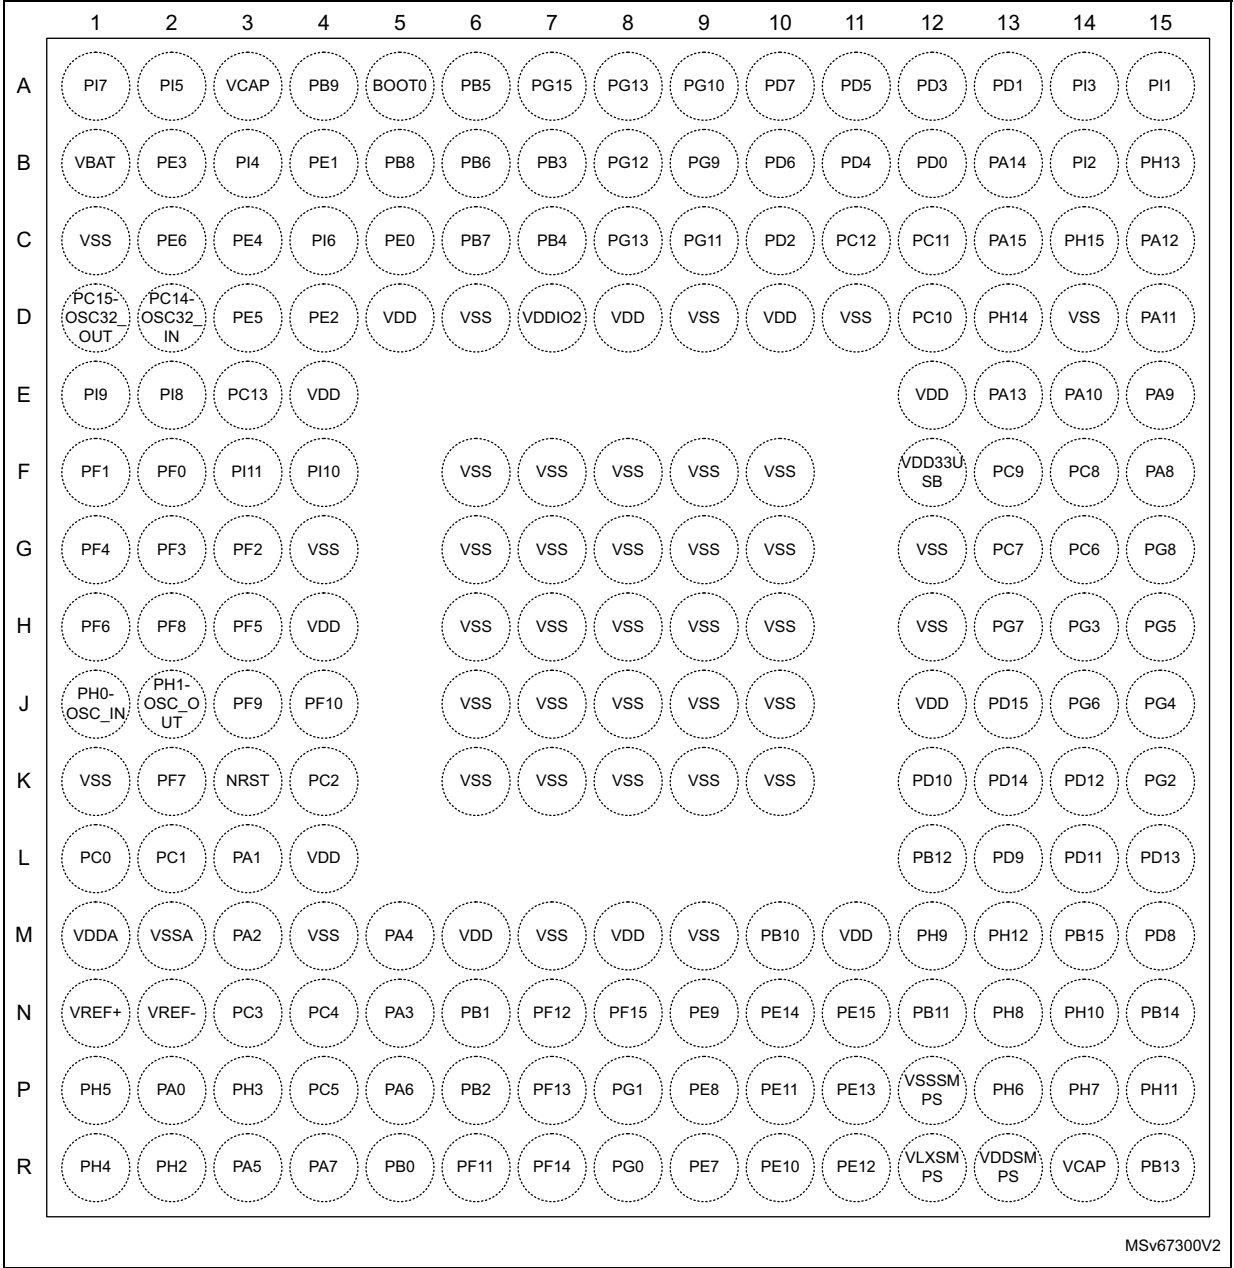 1 2 3 4 5 6 7 8 9 10 11 12 13 14 15
A PI7 PI5 VCAP PB9 BOOT0 PB5 PG15 PG13 PG10 PD7 PD5 PD3 PD1 PI3 PI1
B VBAT PE3 PI4 PE1 PB8 PB6 PB3 PG12 PG9 PD6 PD4 PD0 PA14 PI2 PH13
C VSS PE6 PE4 PI6 PE0 PB7 PB4 PG13 PG11 PD2 PC12 PC11 PA15 PH15 PA12
D PC15-OSC32_OUT PC14-OSC32_IN PE5 PE2 VDD VSS VDDIO2 VDD VSS VDD VSS PC10 PH14 VSS PA11
E PI9 PI8 PC13 VDD VDD PA13 PA10 PA9
F PF1 PF0 PI11 PI10 VSS VSS VSS VSS VSS VDD33USB PC9 PC8 PA8
G PF4 PF3 PF2 VSS VSS VSS VSS VSS VSS VSS PC7 PC6 PG8
H PF6 PF8 PF5 VDD VSS VSS VSS VSS VSS VSS PG7 PG3 PG5
J PH0-OSC_IN PH1-OSC_OUT PF9 PF10 VSS VSS VSS VSS VSS VDD PD15 PG6 PG4
K VSS PF7 NRST PC2 VSS VSS VSS VSS VSS PD10 PD14 PD12 PG2
L PC0 PC1 PA1 VDD PB12 PD9 PD11 PD13
M VDDA VSSA PA2 VSS PA4 VDD VSS VDD VSS PB10 VDD PH9 PH12 PB15 PD8
N VREF+ VREF- PC3 PC4 PA3 PB1 PF12 PF15 PE9 PE14 PE15 PB11 PH8 PH10 PB14
P PH5 PA0 PH3 PC5 PA6 PB2 PF13 PG1 PE8 PE11 PE13 VSSSMPS PH6 PH7 PH11
R PH4 PH2 PA5 PA7 PB0 PF11 PF14 PG0 PE7 PE10 PE12 VLXSMPS VDDSMPS VCAP PB13
MSv67300V2